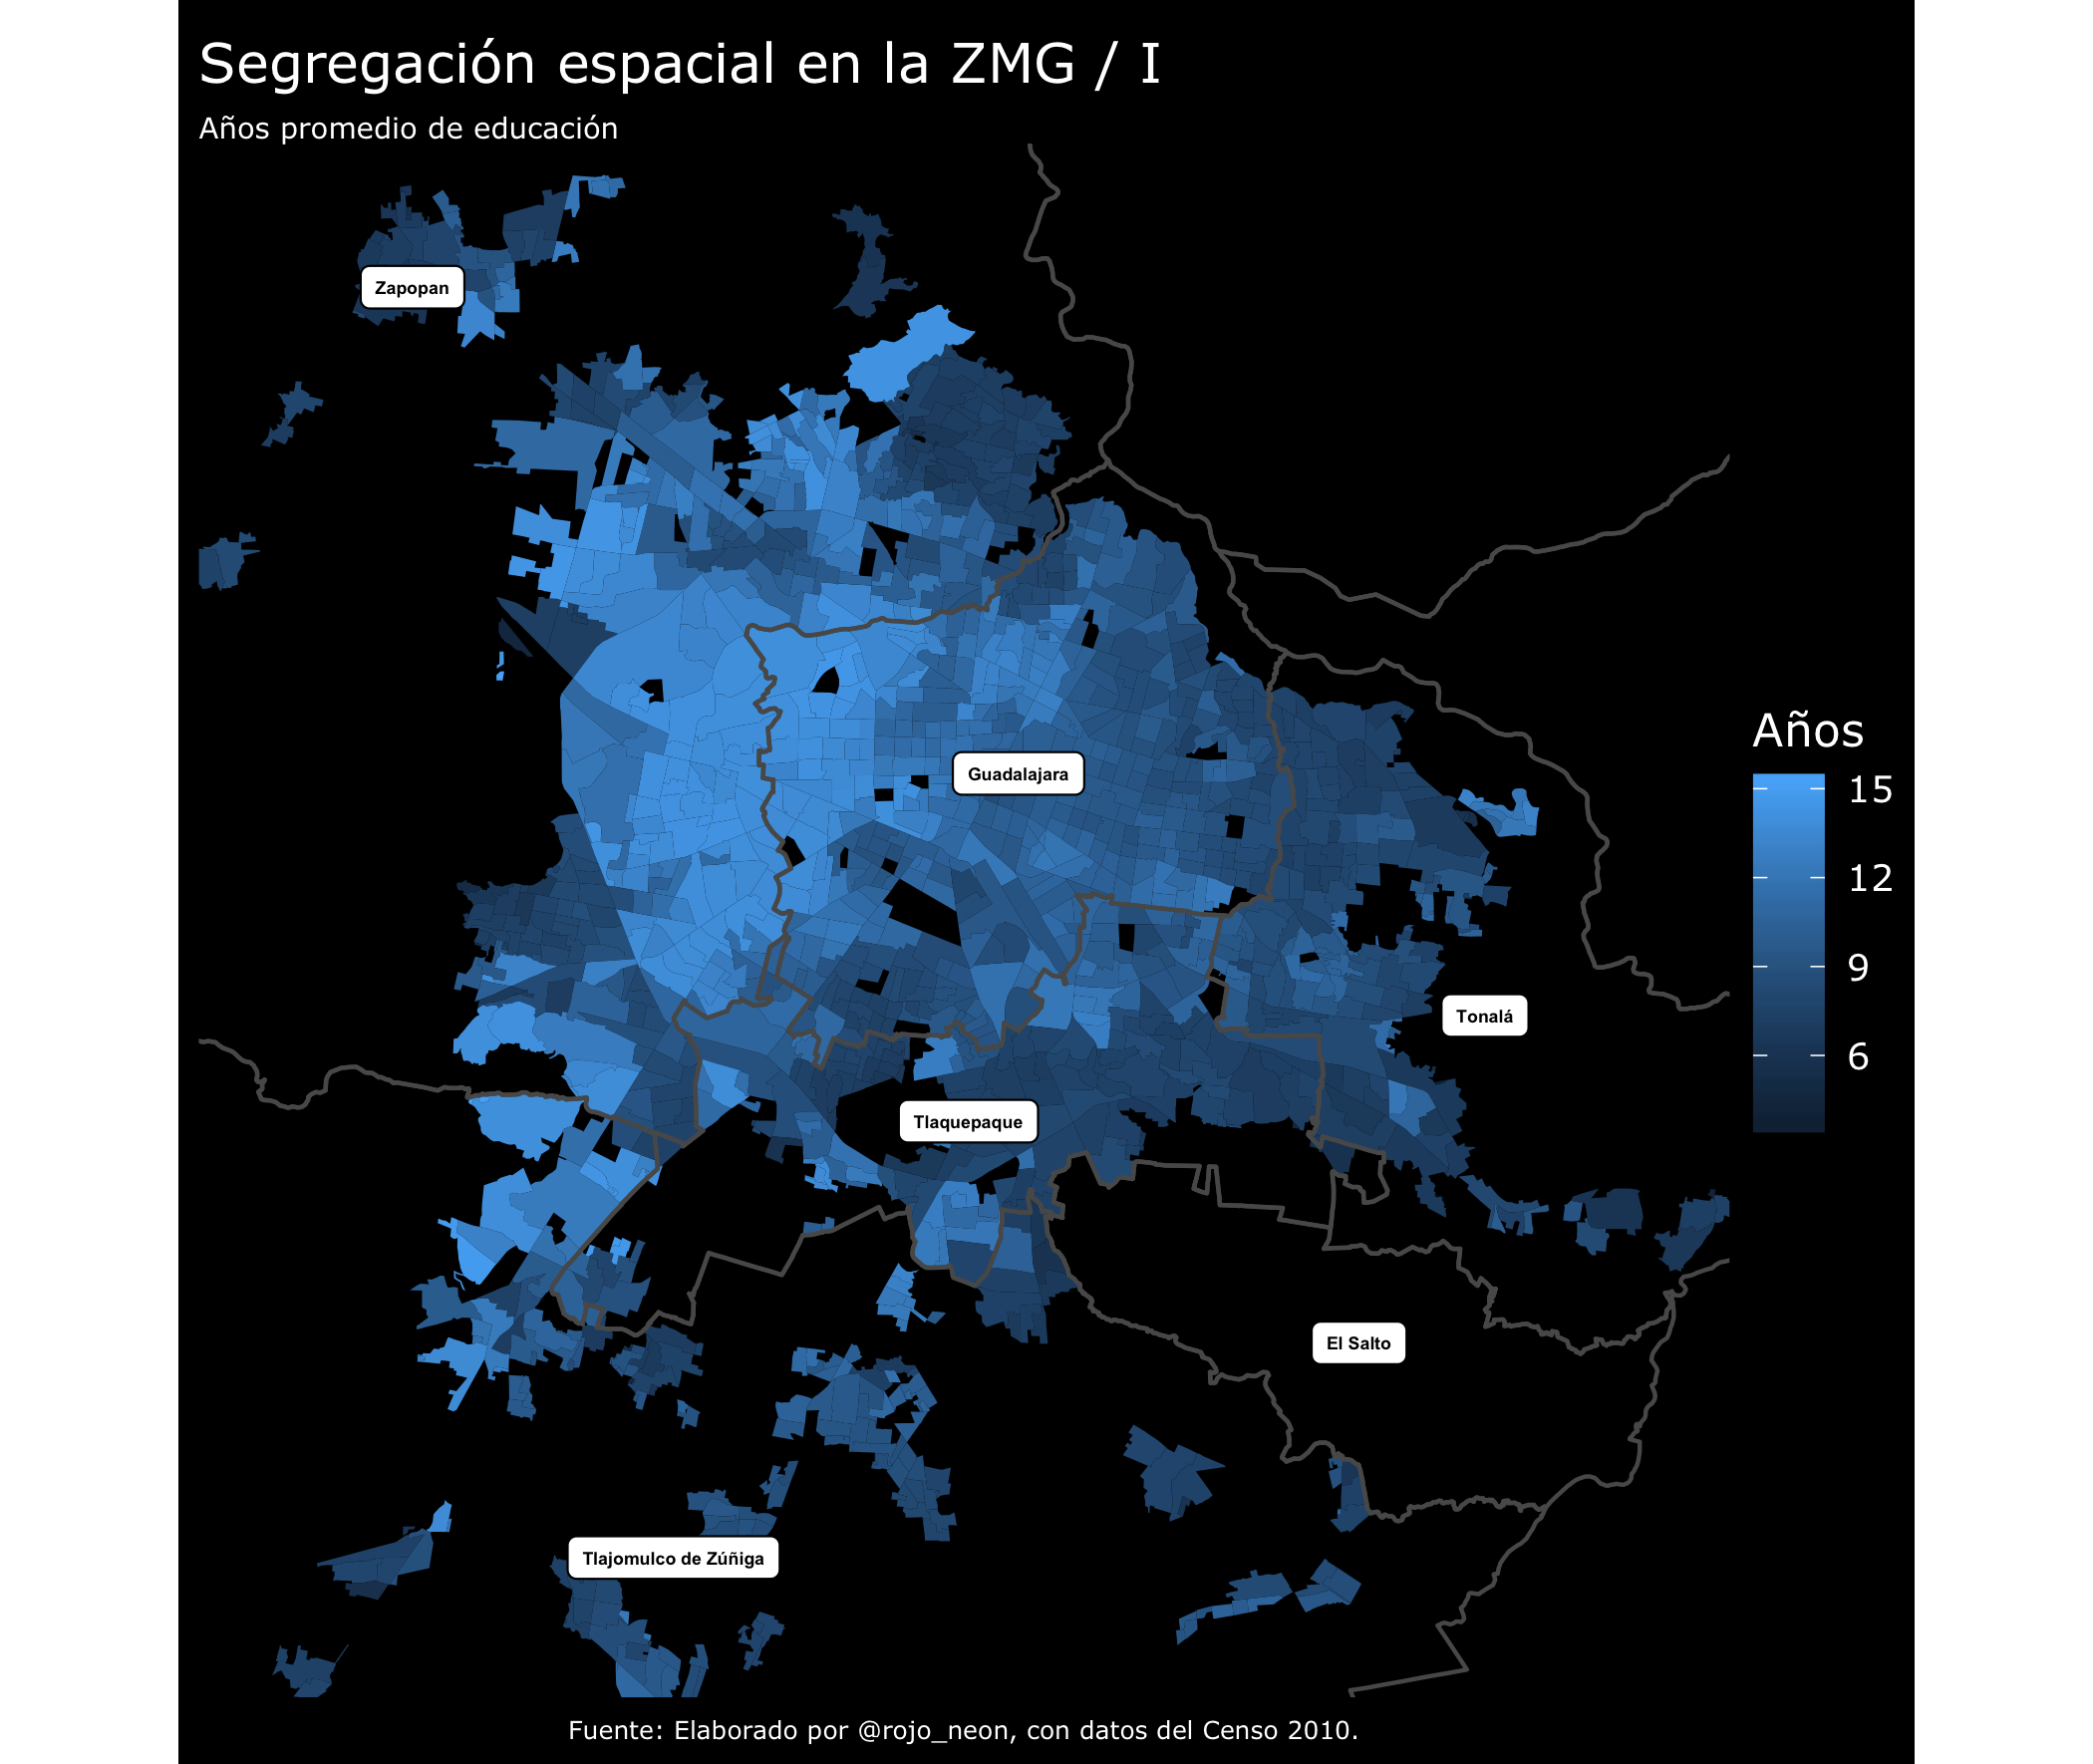 Segregación espacial en la ZMG / I
Años promedio de educación
Zapopan
Años
15
Guadalajara
12
9
Tonalá
6
Tlaquepaque
El Salto
Tlajomulco de Zúñiga
Fuente: Elaborado por @rojo_neon, con datos del Censo 2010.